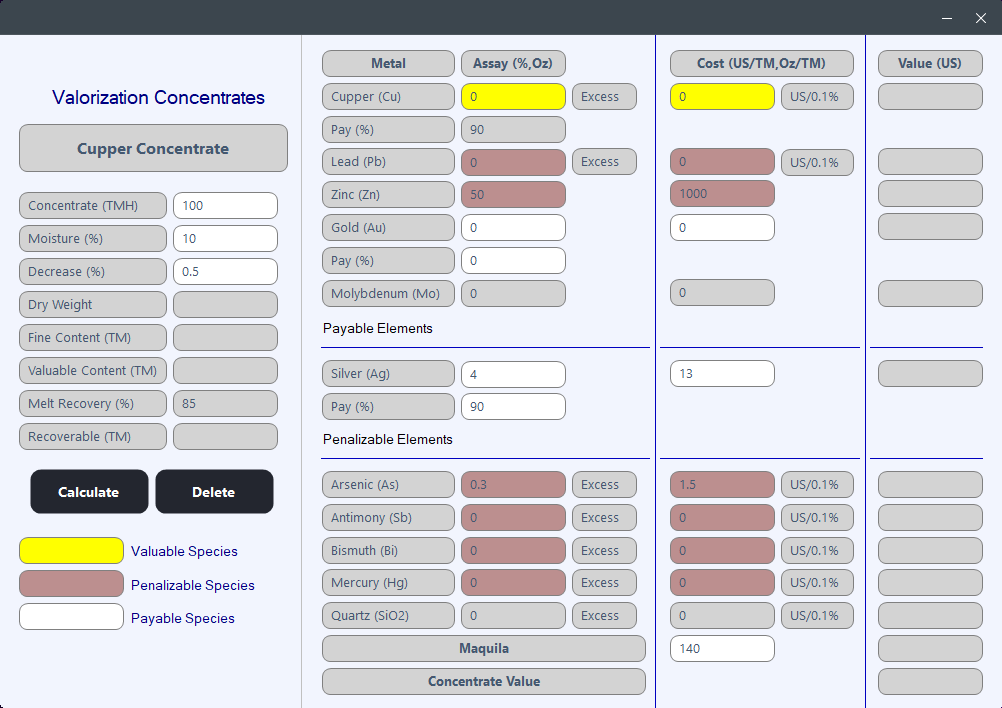 Valorization Concentrates
Cupper Concentrate
Concentrate (TMH) 100
Moisture (%) 10
Decrease (%) 0.5
Dry Weight
Fine Content (TM)
Valuable Content (TM)
Melt Recovery (%) 85
Recoverable (TM)
Calculate Delete
Valuable Species
Penalizable Species
Payable Species
Metal Assay (%,Oz) Cost (US/TM,Oz/TM) Value (US)
Cupper (Cu) 0 Excess 0 US/0.1%
Pay (%) 90
Lead (Pb) 0 Excess 0 US/0.1%
Zinc (Zn) 50 1000
Gold (Au) 0 0
Pay (%) 0
Molybdenum (Mo) 0 0
Payable Elements
Silver (Ag) 4 13
Pay (%) 90
Penalizable Elements
Arsenic (As) 0.3 Excess 1.5 US/0.1%
Antimony (Sb) 0 Excess 0 US/0.1%
Bismuth (Bi) 0 Excess 0 US/0.1%
Mercury (Hg) 0 Excess 0 US/0.1%
Quartz (SiO2) 0 Excess 0 US/0.1%
Maquila 140
Concentrate Value